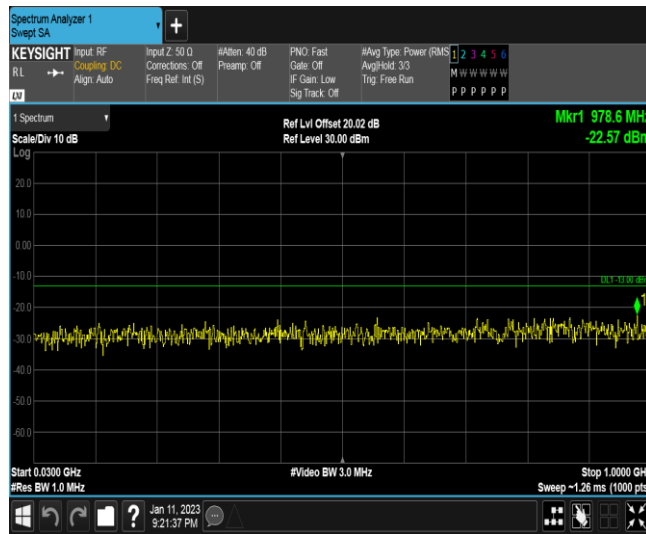 Spectrum Analyzer 1
Swept SA
KEYSIGHT
RL
LXI
Input: RF
Coupling: DC
Align: Auto
Input Z: 50 Ω
Corrections: Off
Freq Ref: Int (S)
#Atten: 40 dB
Preamp: Off
PNO: Fast
Gate: Off
IF Gain: Low
Sig Track: Off
#Avg Type: Power (RMS
Avg|Hold: 3/3
Trig: Free Run
1 2 3 4 5 6
M W W W W W
P P P P P P
1 Spectrum
Scale/Div 10 dB
Ref Lvl Offset 20.02 dB
Ref Level 30.00 dBm
Mkr1 978.6 MHz
-22.57 dBm
Log
20.0
10.0
0.00
-10.0
DL1 -13.00 dBm
-20.0
1
-30.0
-40.0
-50.0
-60.0
Start 0.0300 GHz
#Res BW 1.0 MHz
#Video BW 3.0 MHz
Stop 1.0000 GH
Sweep ~1.26 ms (1000 pts
?
Jan 11, 2023
9:21:37 PM